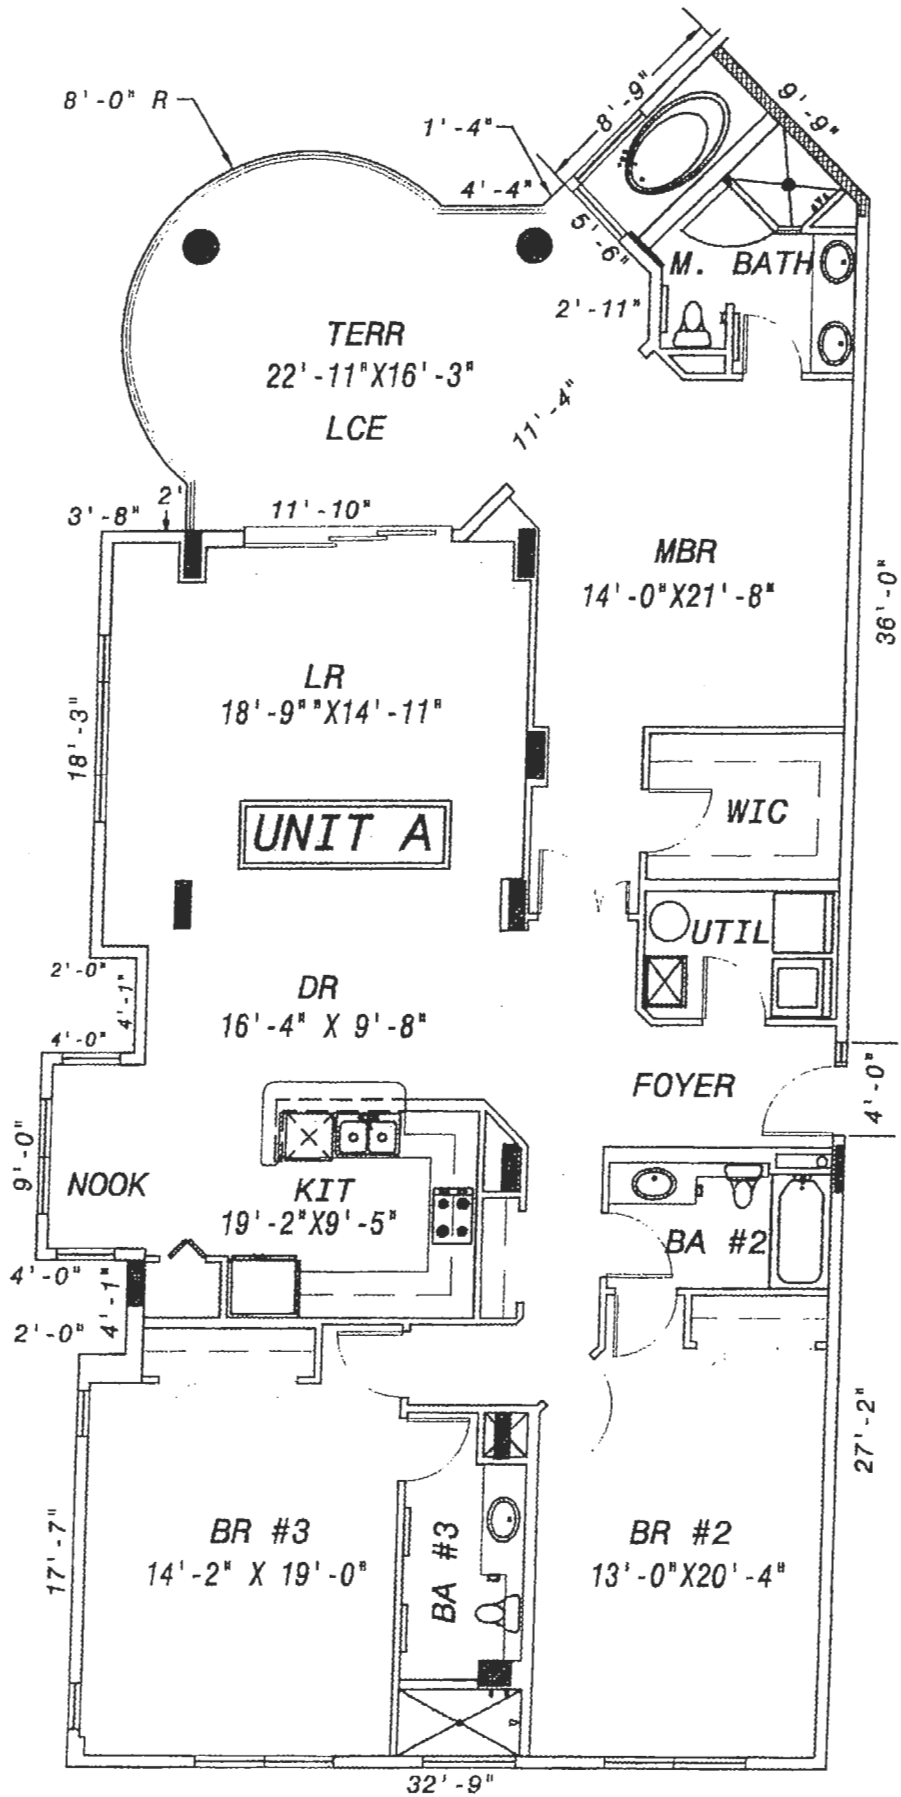 8'-0" R
1'-4"
8'-9"
9'-9"
4'-4"
5'-6"
M. BATH
2'-11"
TERR
22'-11"X16'-3"
LCE
11'-4"
3'-8"
2'
11'-10"
MBR
14'-0"X21'-8"
36'-0"
LR
18'-9""X14'-11"
18'-3"
UNIT A
WIC
UTIL
2'-0"
4'-1"
DR
16'-4" X 9'-8"
4'-0"
FOYER
4'-0"
9'-0"
NOOK
KIT
19'-2"X9'-5"
BA #2
4'-0"
4'-1"
2'-0"
27'-2"
17'-7"
BR #3
14'-2" X 19'-0"
BA #3
BR #2
13'-0"X20'-4"
32'-9"